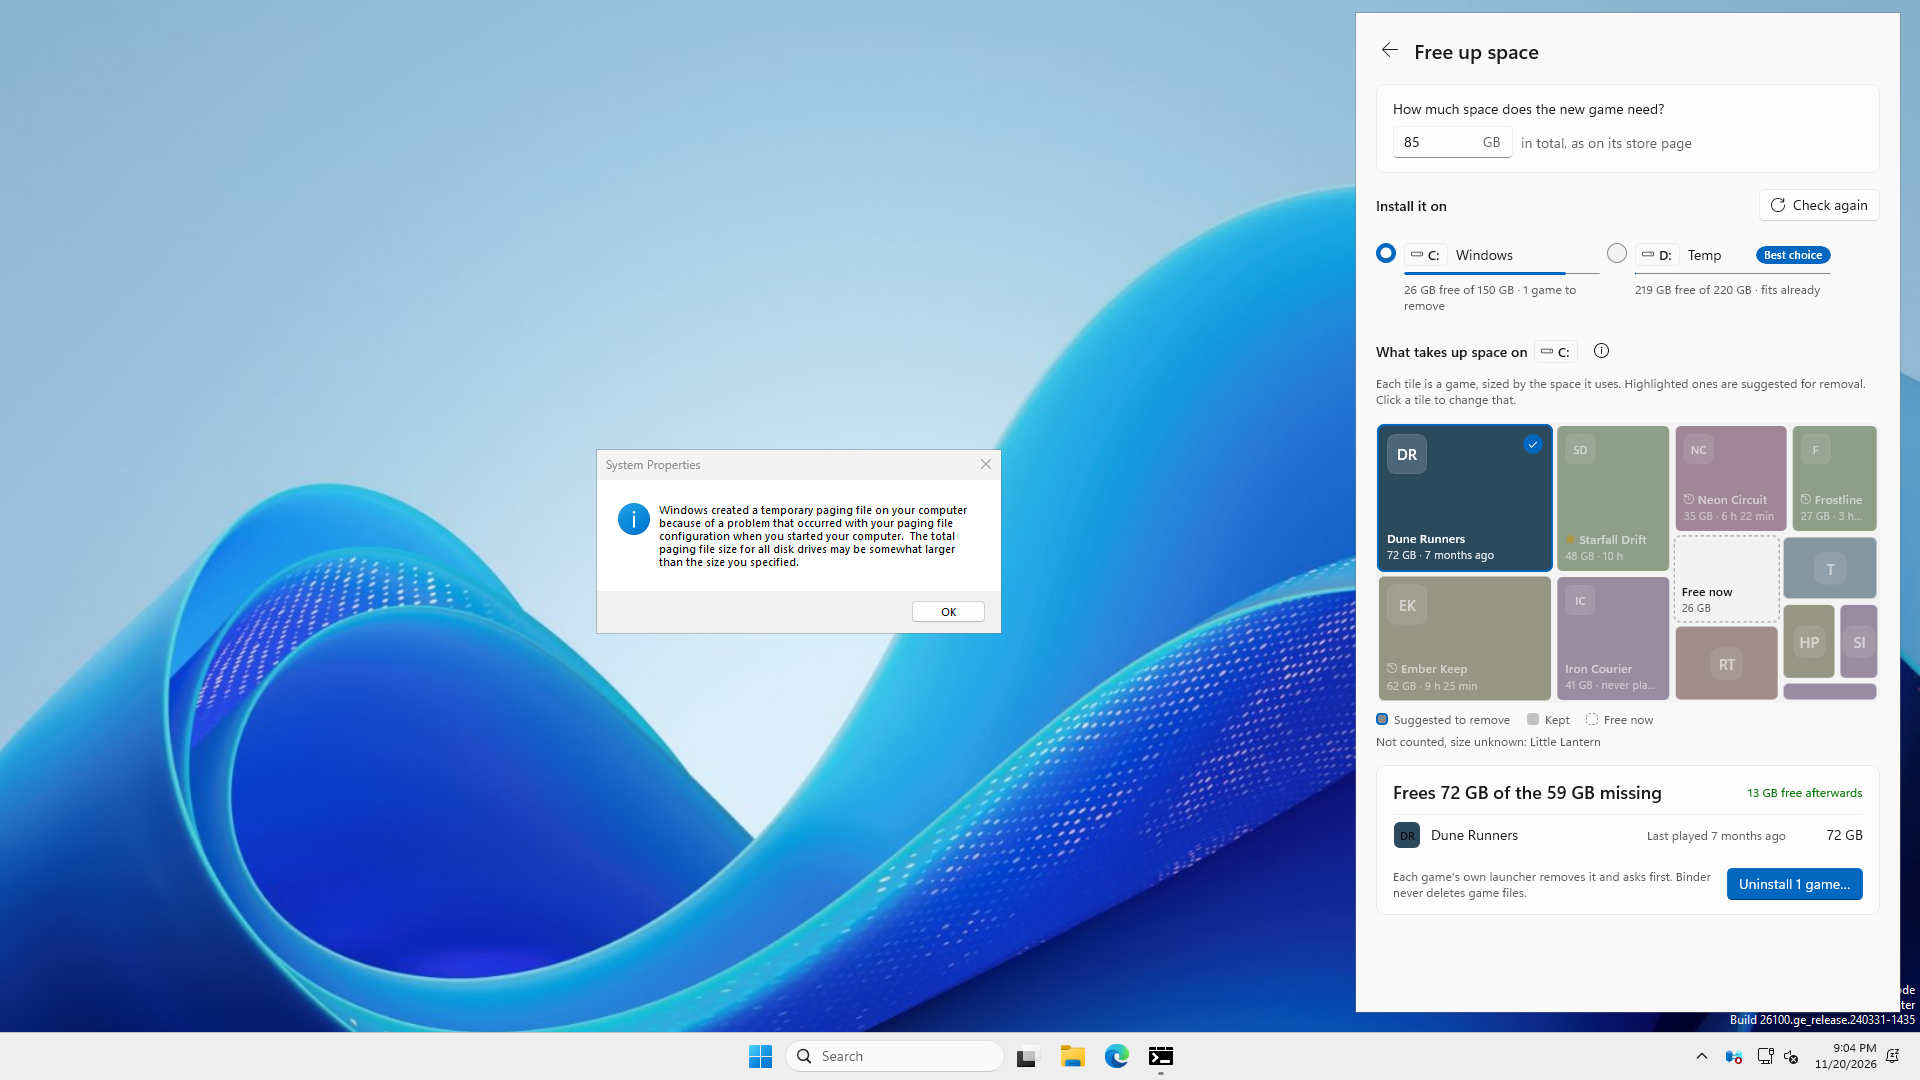 Free up space
How much space does the new game need?
85 GB in total, as on its store page
Install it on
Check again
C: Windows
26 GB free of 150 GB · 1 game to
remove
D: Temp Best choice
219 GB free of 220 GB · fits already
What takes up space on C:
Each tile is a game, sized by the space it uses. Highlighted ones are suggested for removal.
Click a tile to change that.
DR
Dune Runners
72 GB · 7 months ago
SD
Starfall Drift
48 GB · 10 h
NC
Neon Circuit
35 GB · 6 h 22 min
F
Frostline
27 GB · 3 h...
EK
Ember Keep
62 GB · 9 h 25 min
IC
Iron Courier
41 GB · never pla...
Free now
26 GB
T
HP
SI
RT
Suggested to remove Kept Free now
Not counted, size unknown: Little Lantern
Frees 72 GB of the 59 GB missing
13 GB free afterwards
DR Dune Runners Last played 7 months ago 72 GB
Each game's own launcher removes it and asks first. Binder
never deletes game files.
Uninstall 1 game...
System Properties
Windows created a temporary paging file on your computer
because of a problem that occurred with your paging file
configuration when you started your computer. The total
paging file size for all disk drives may be somewhat larger
than the size you specified.
OK
Build 26100.ge_release.240331-1435
Search
9:04 PM
11/20/2026